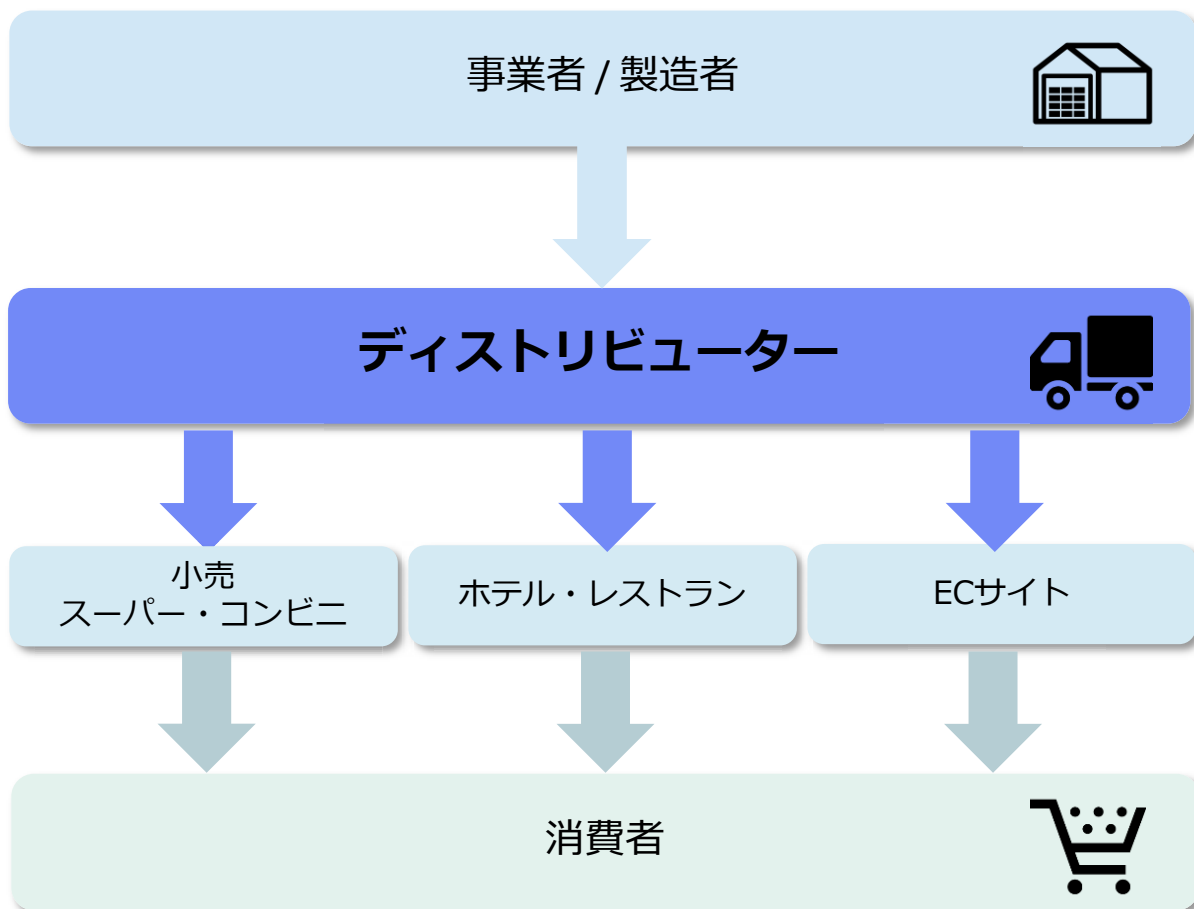 事業者 / 製造者
ディストリビューター
小売
スーパー・コンビニ
ホテル・レストラン
ECサイト
消費者